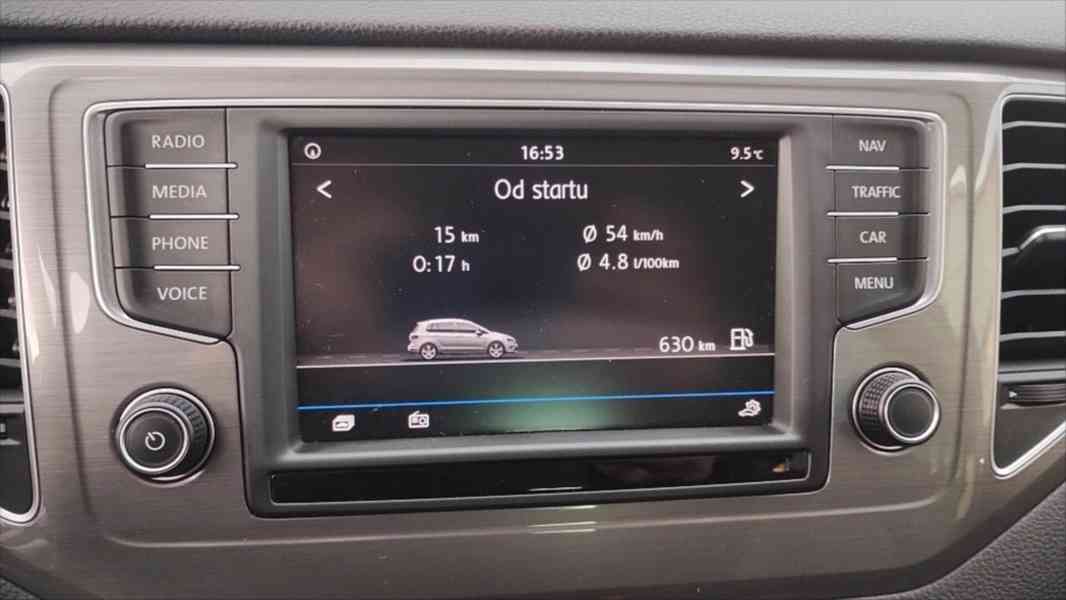 RADIO
MEDIA
PHONE
VOICE
16:53
9.5°C
< Od startu >
15 km
Ø 54 km/h
0:17 h
Ø 4.8 l/100km
630 km
NAV
TRAFFIC
CAR
MENU